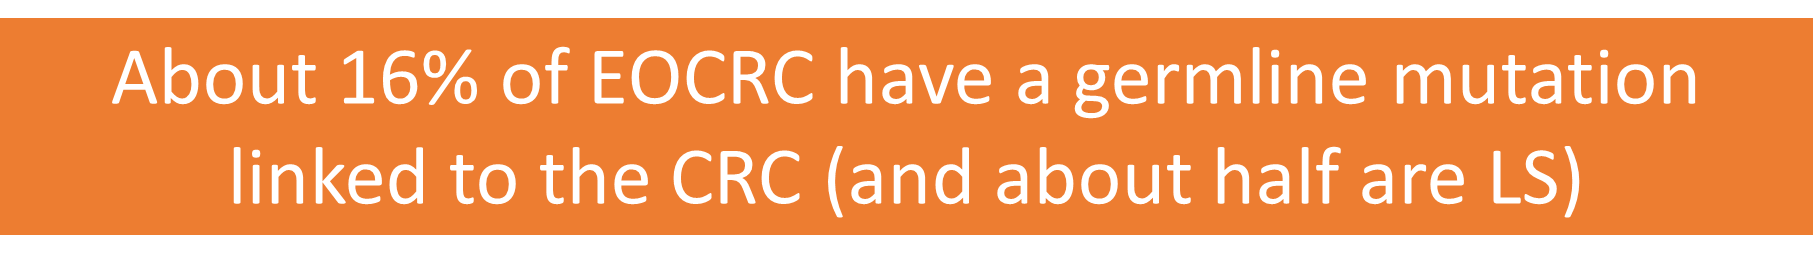 About 16% of EOCRC have a germline mutation
linked to the CRC (and about half are LS)